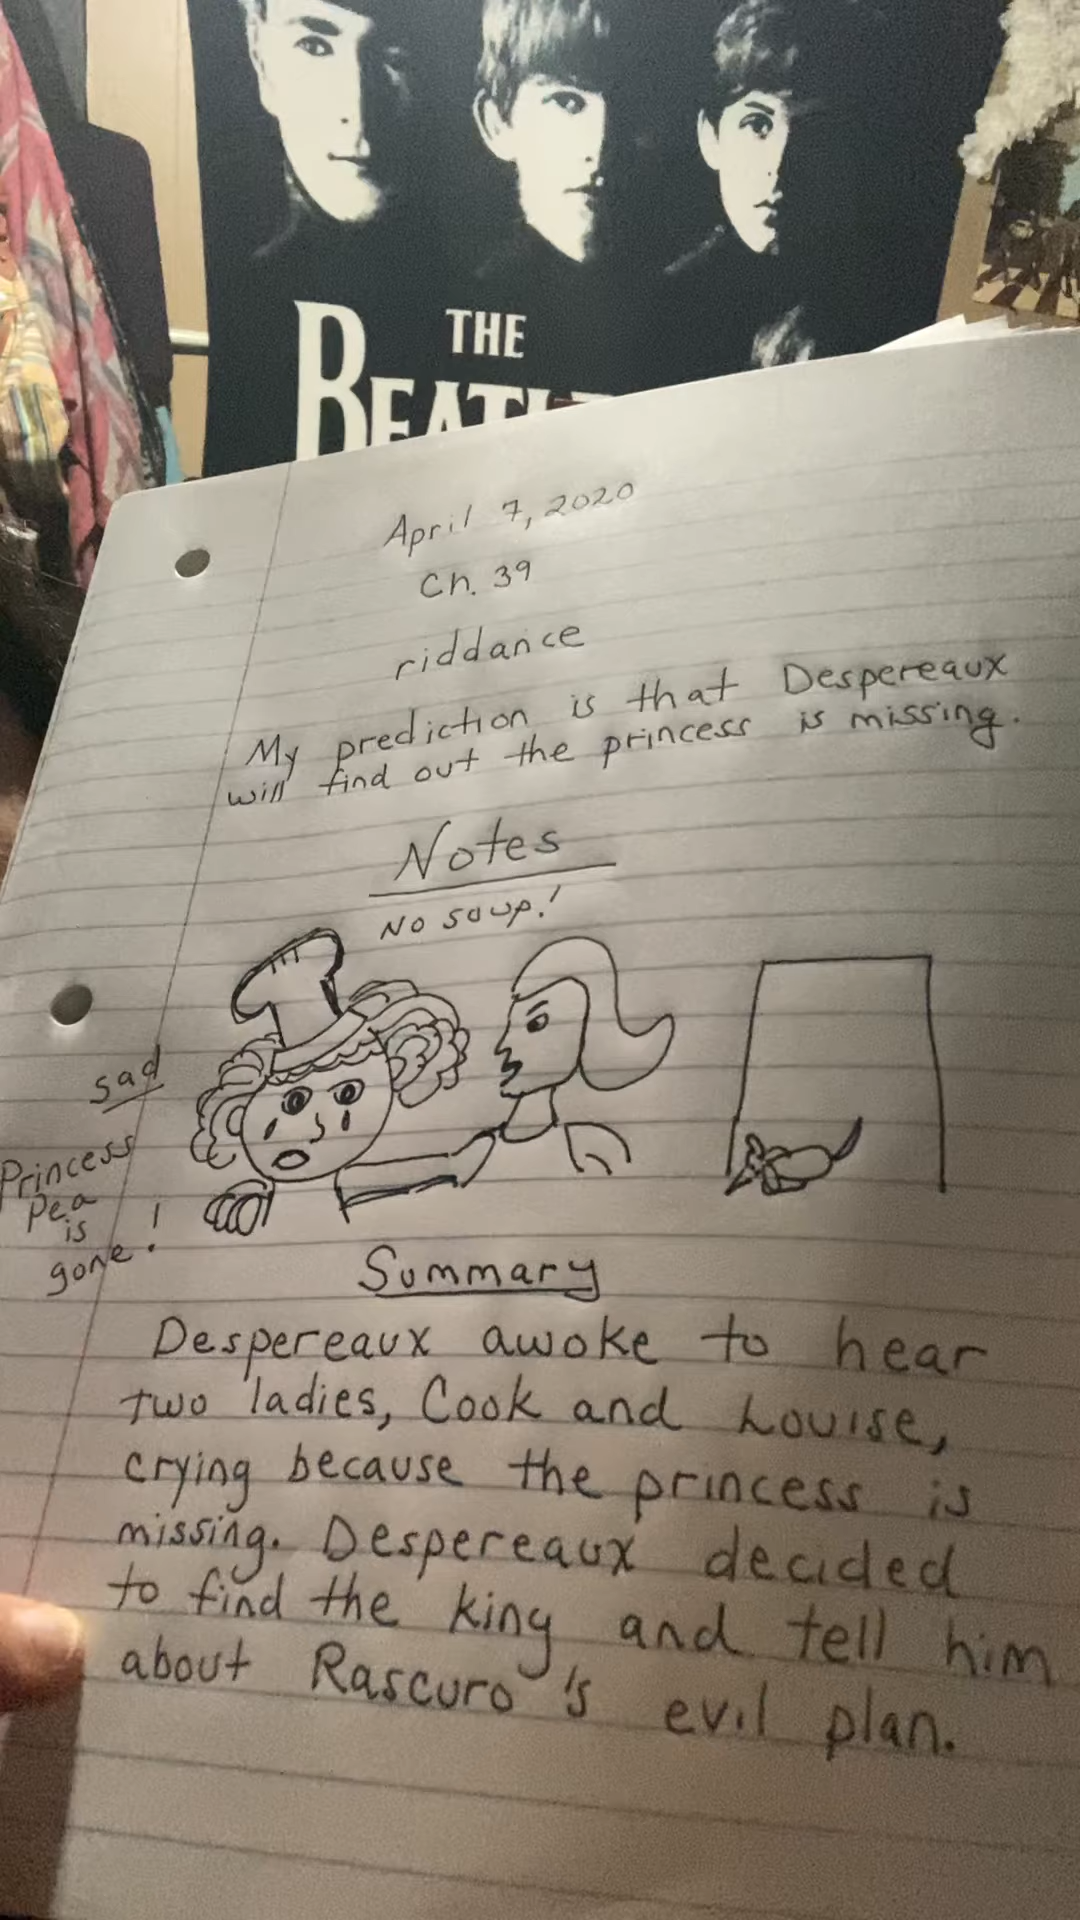 THE
BEATL
April 7, 2020
Ch. 39
riddance
My prediction is that Despereaux
will find out the princess is missing.
Notes
No soup!
sad
Princess
Pea
is
gone!
Summary
Despereaux awoke to hear
two ladies, Cook and Louise,
crying because the princess is
missing. Despereaux decided
to find the king and tell him
about Rascuro's evil plan.